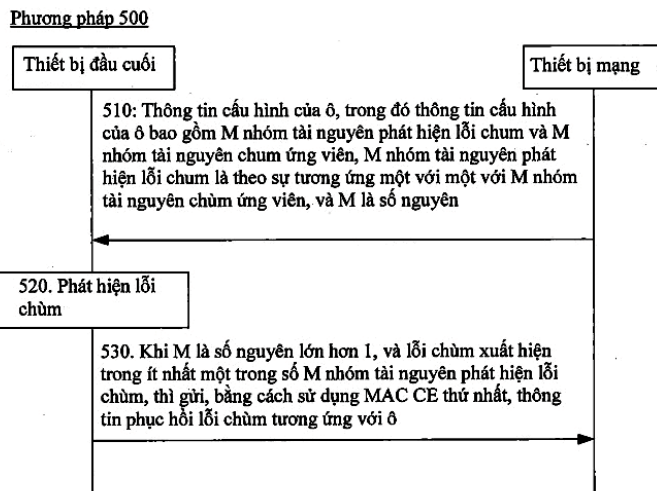 Phương pháp 500
Thiết bị đầu cuối
Thiết bị mạng
510: Thông tin cấu hình của ô, trong đó thông tin cấu hình
của ô bao gồm M nhóm tài nguyên phát hiện lỗi chum và M
nhóm tài nguyên chum ứng viên, M nhóm tài nguyên phát
hiện lỗi chum là theo sự tương ứng một với một với M nhóm
tài nguyên chùm ứng viên, và M là số nguyên
520. Phát hiện lỗi
chùm
530. Khi M là số nguyên lớn hơn 1, và lỗi chùm xuất hiện
trong ít nhất một trong số M nhóm tài nguyên phát hiện lỗi
chùm, thì gửi, bằng cách sử dụng MAC CE thứ nhất, thông
tin phục hồi lỗi chùm tương ứng với ô